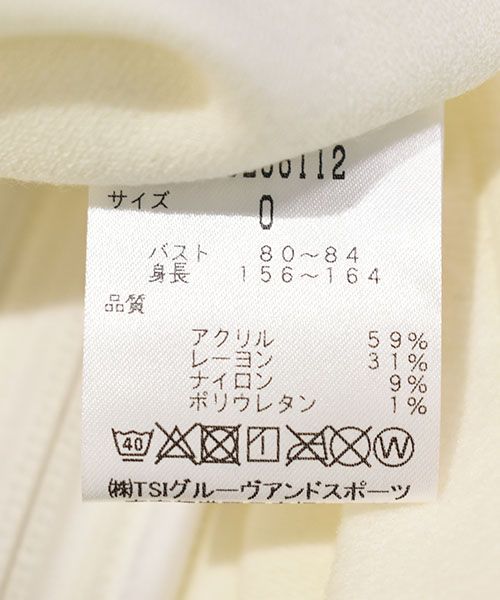 サイズ
0
バスト 80~84
身長 156~164
品質
アクリル 59%
レーヨン 31%
ナイロン 9%
ポリウレタン 1%
40 W
㈱TSIグルーヴアンドスポーツ